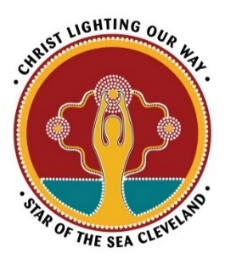 • CHRIST LIGHTING OUR WAY •
STAR OF THE SEA CLEVELAND